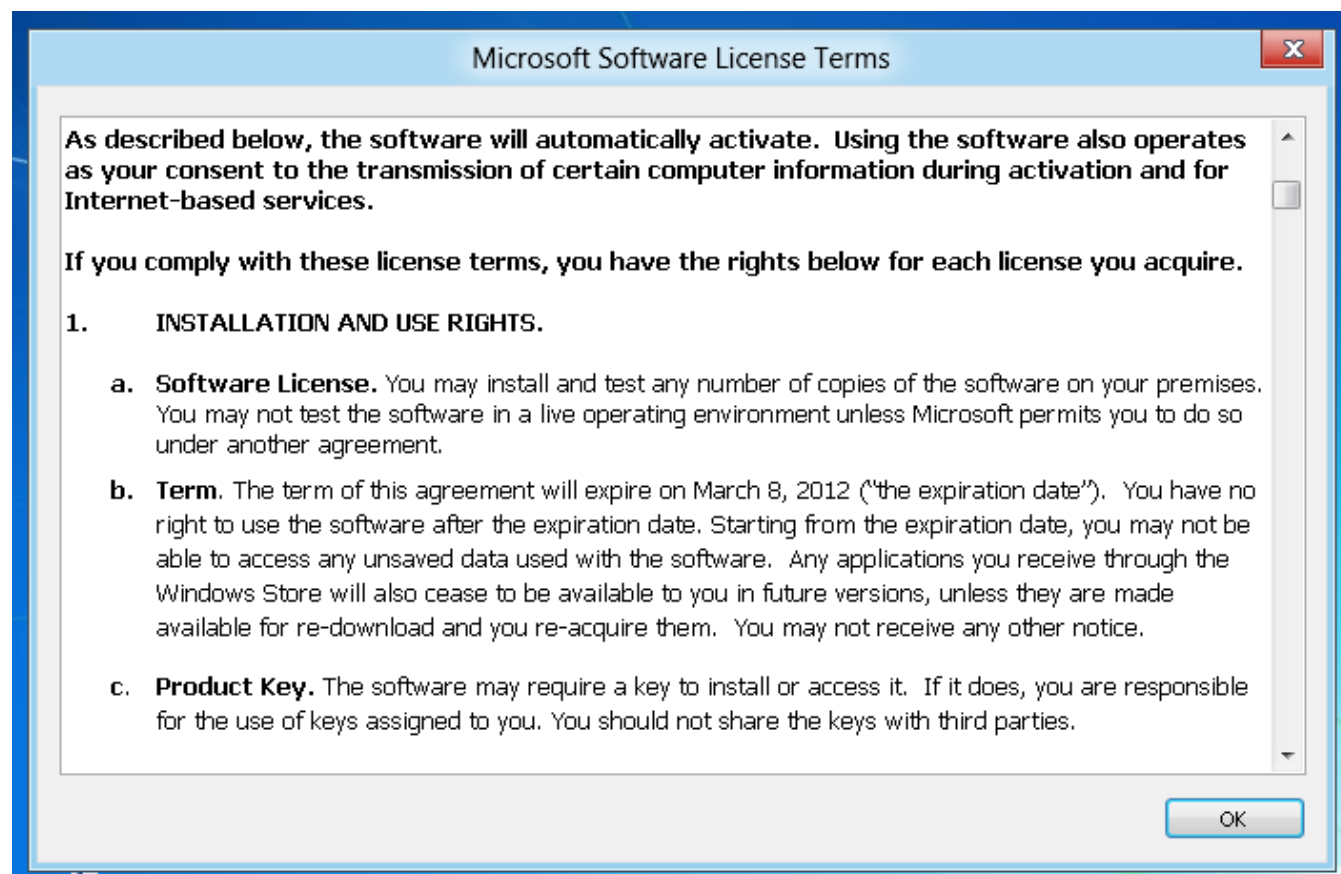 Microsoft Software License Terms
As described below, the software will automatically activate.  Using the software also operates
as your consent to the transmission of certain computer information during activation and for
Internet-based services.
If you comply with these license terms, you have the rights below for each license you acquire.
1. INSTALLATION AND USE RIGHTS.
a. Software License. You may install and test any number of copies of the software on your premises.
You may not test the software in a live operating environment unless Microsoft permits you to do so
under another agreement.
b. Term. The term of this agreement will expire on March 8, 2012 (“the expiration date”).  You have no
right to use the software after the expiration date. Starting from the expiration date, you may not be
able to access any unsaved data used with the software.  Any applications you receive through the
Windows Store will also cease to be available to you in future versions, unless they are made
available for re-download and you re-acquire them.  You may not receive any other notice.
c. Product Key. The software may require a key to install or access it.  If it does, you are responsible
for the use of keys assigned to you. You should not share the keys with third parties.
OK